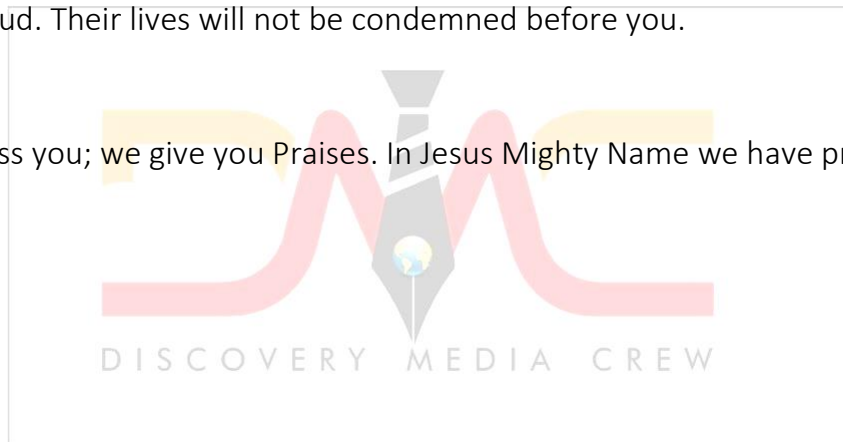 ud. Their lives will not be condemned before you.
ss you; we give you Praises. In Jesus Mighty Name we have pr
DISCOVERY MEDIA CREW